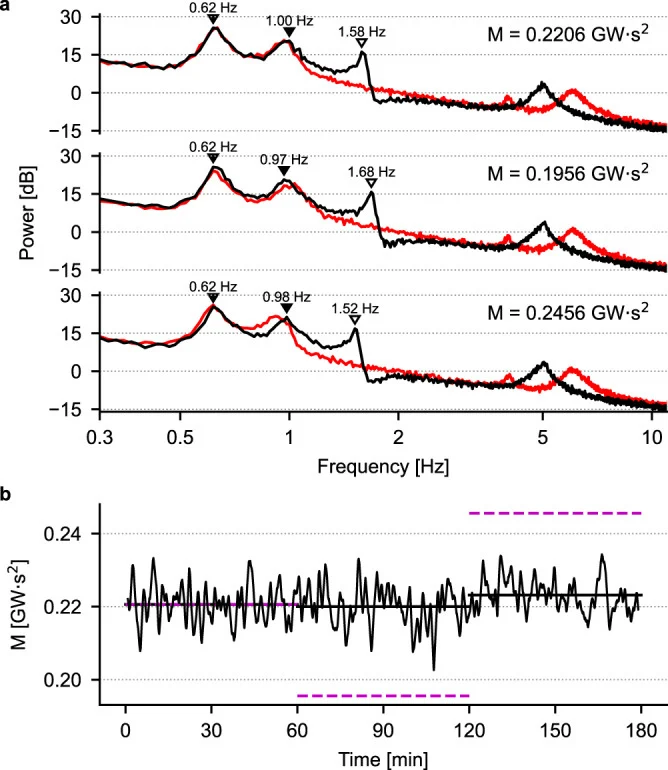 a
0.62 Hz
1.00 Hz
1.58 Hz
M = 0.2206 GW·s²
30
15
0
−15
0.62 Hz
0.97 Hz
1.68 Hz
M = 0.1956 GW·s²
30
15
0
−15
Power [dB]
0.62 Hz
0.98 Hz
1.52 Hz
M = 0.2456 GW·s²
30
15
0
−15
0.3 0.5 1 2 5 10
Frequency [Hz]
b
0.24
0.22
0.20
M [GW·s²]
0 30 60 90 120 150 180
Time [min]